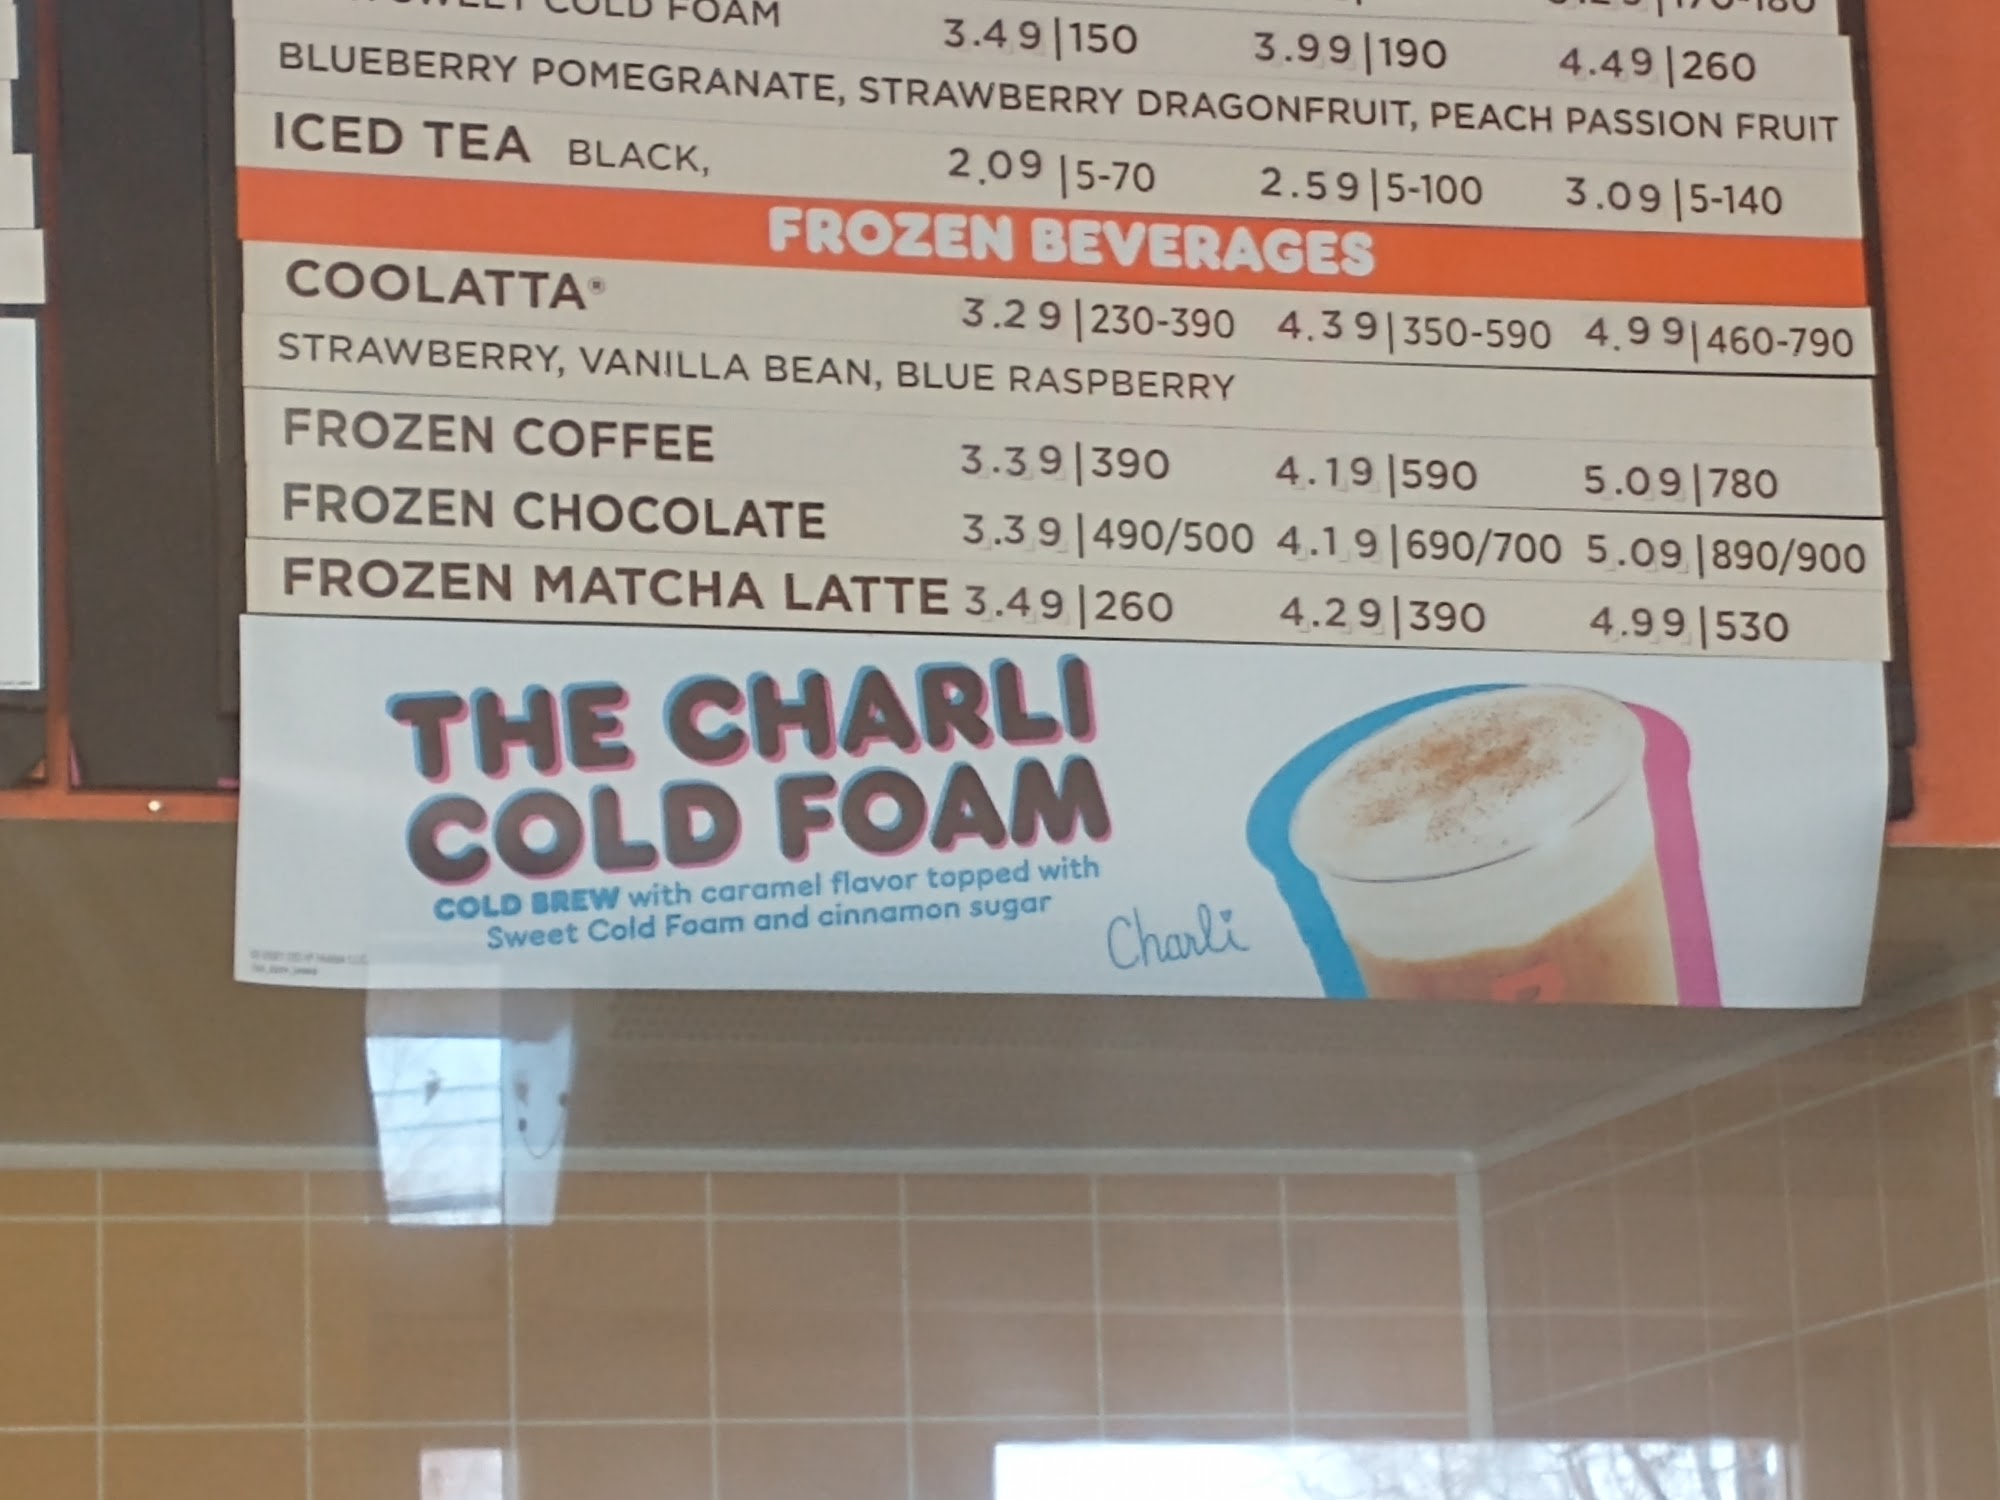 COLD FOAM 3.49|150 3.99|190 4.49|260
BLUEBERRY POMEGRANATE, STRAWBERRY DRAGONFRUIT, PEACH PASSION FRUIT
ICED TEA BLACK, 2.09|5-70 2.59|5-100 3.09|5-140
FROZEN BEVERAGES
COOLATTA® 3.29|230-390 4.39|350-590 4.99|460-790
STRAWBERRY, VANILLA BEAN, BLUE RASPBERRY
FROZEN COFFEE 3.39|390 4.19|590 5.09|780
FROZEN CHOCOLATE 3.39|490/500 4.19|690/700 5.09|890/900
FROZEN MATCHA LATTE 3.49|260 4.29|390 4.99|530
THE CHARLI
COLD FOAM
COLD BREW with caramel flavor topped with
Sweet Cold Foam and cinnamon sugar
Charli